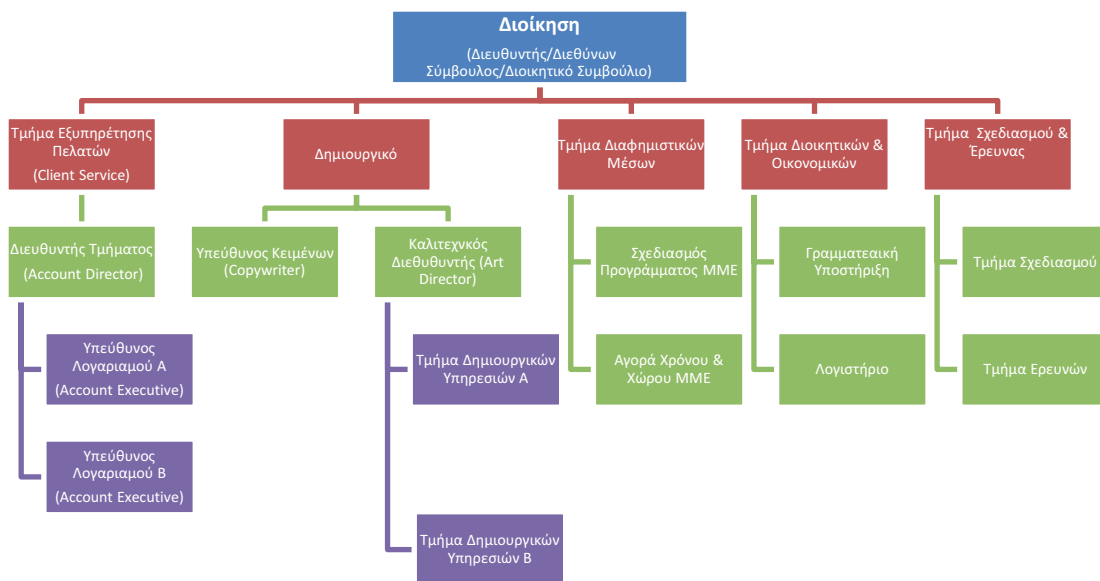 Διοίκηση
(Διευθυντής/Διεθύνων
Σύμβουλος/Διοικητικό Συμβούλιο)
Τμήμα Εξυπηρέτησης
Πελατών
(Client Service)
Δημιουργικό
Τμήμα Διαφημιστικών
Μέσων
Τμήμα Διοικητικών &
Οικονομικών
Τμήμα Σχεδιασμού &
Έρευνας
Διευθυντής Τμήματος
(Account Director)
Υπεύθυνος Κειμένων
(Copywriter)
Καλιτεχνκός
Διεθυθυντής (Art
Director)
Σχεδιασμός
Προγράμματος ΜΜΕ
Γραμματεαική
Υποστήριξη
Τμήμα Σχεδιασμού
Υπεύθυνος
Λογαριαμού Α
(Account Executive)
Τμήμα Δημιουργικών
Υπηρεσιών Α
Αγορά Χρόνου &
Χώρου ΜΜΕ
Λογιστήριο
Τμήμα Ερευνών
Υπεύθυνος
Λογαριαμού Β
(Account Executive)
Τμήμα Δημιουργικών
Υπηρεσιών Β